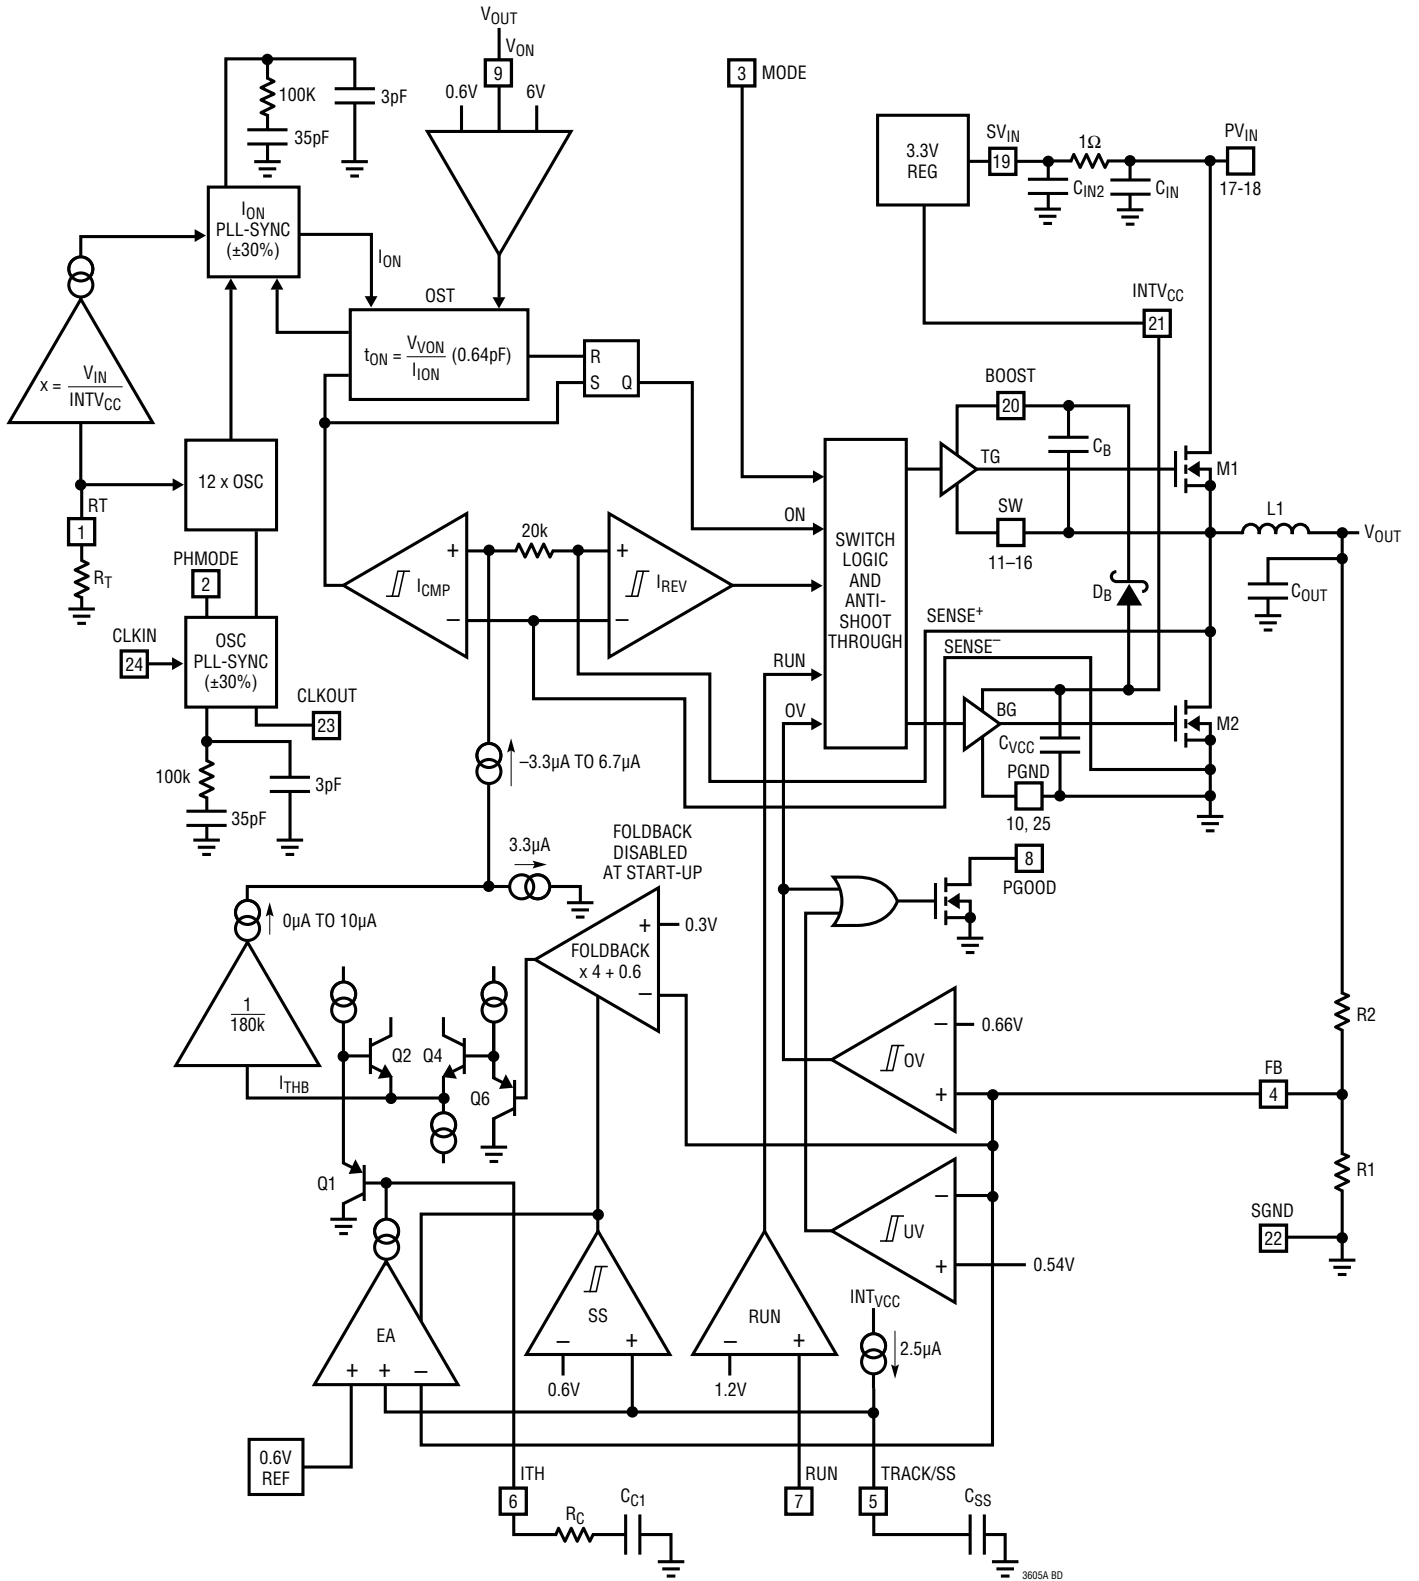 VOUT
VON
9
0.6V
6V
3
MODE
100K
3pF
35pF
3.3V
REG
SVIN
19
1Ω
PVIN
17-18
CIN2
CIN
ION
PLL-SYNC
(±30%)
ION
OST
tON = VVON/IION (0.64pF)
R
S Q
INTVCC
21
x = VIN/INTVCC
BOOST
20
CB
TG
M1
12 x OSC
RT
1
RT
SW
11–16
L1
VOUT
ON
SWITCH
LOGIC
AND
ANTI-
SHOOT
THROUGH
20k
+
–
ICMP
+
–
IREV
PHMODE
2
DB
COUT
CLKIN
24
OSC
PLL-SYNC
(±30%)
CLKOUT
23
SENSE+
SENSE–
RUN
OV
BG
M2
CVCC
PGND
10, 25
100k
3pF
35pF
–3.3µA TO 6.7µA
3.3µA
FOLDBACK
DISABLED
AT START-UP
8
PGOOD
0µA TO 10µA
+
0.3V
FOLDBACK
x 4 + 0.6
–
1/180k
ITHB
Q2
Q4
Q6
–
0.66V
OV
+
R2
FB
4
Q1
–
UV
+
0.54V
R1
SGND
22
EA
+ + –
SS
– +
0.6V
RUN
– +
1.2V
INTVCC
2.5µA
0.6V
REF
ITH
6
RC
CC1
RUN
7
TRACK/SS
5
CSS
3605A BD